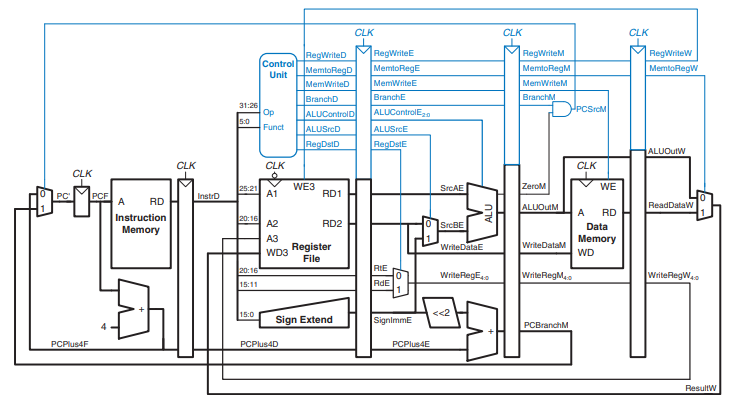 CLK CLK CLK
RegWriteD RegWriteE RegWriteM RegWriteW
Control Unit MemtoRegD MemtoRegE MemtoRegM MemtoRegW
MemWriteD MemWriteE MemWriteM
BranchD BranchE BranchM PCSrcM
31:26 Op ALUControlD ALUControlE2:0
5:0 Funct ALUSrcD ALUSrcE
RegDstD RegDstE
CLK CLK CLK CLK ALUOutW
0 1 PC' PCF A RD Instruction Memory InstrD
25:21 A1 WE3 RD1 SrcAE ALU ZeroM WE
20:16 A2 RD2 0 1 SrcBE ALUOutM A RD ReadDataW 0 1
A3 Register File Data Memory
WD3 WriteDataE WriteDataM WD
20:16 RtE 0 WriteRegE4:0 WriteRegM4:0 WriteRegW4:0
15:11 RdE 1
+ 15:0 Sign Extend SignImmE <<2
4 + PCBranchM
PCPlus4F PCPlus4D PCPlus4E
ResultW